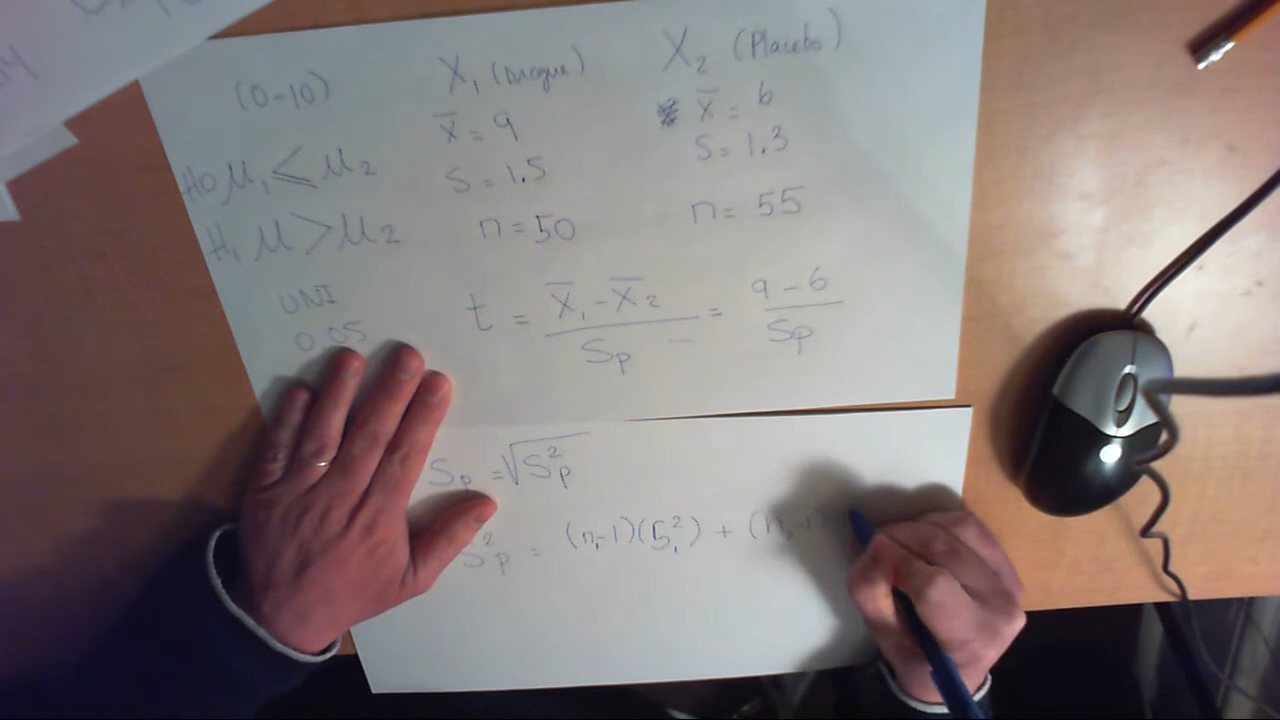 (0-10)
X₁ (Drogue)
X₂ (Placebo)
x̄ = 9
x̄ = 6
S = 1.5
S = 1.3
n = 50
n = 55
H0 μ₁ ≤ μ₂
H₁ μ > μ₂
UNI
0.05
t = (X̄₁ - X̄₂) / Sp = (9 - 6) / Sp
Sp = √S²p
S²p = (n₁-1)(S₁²) + (n₂-1)